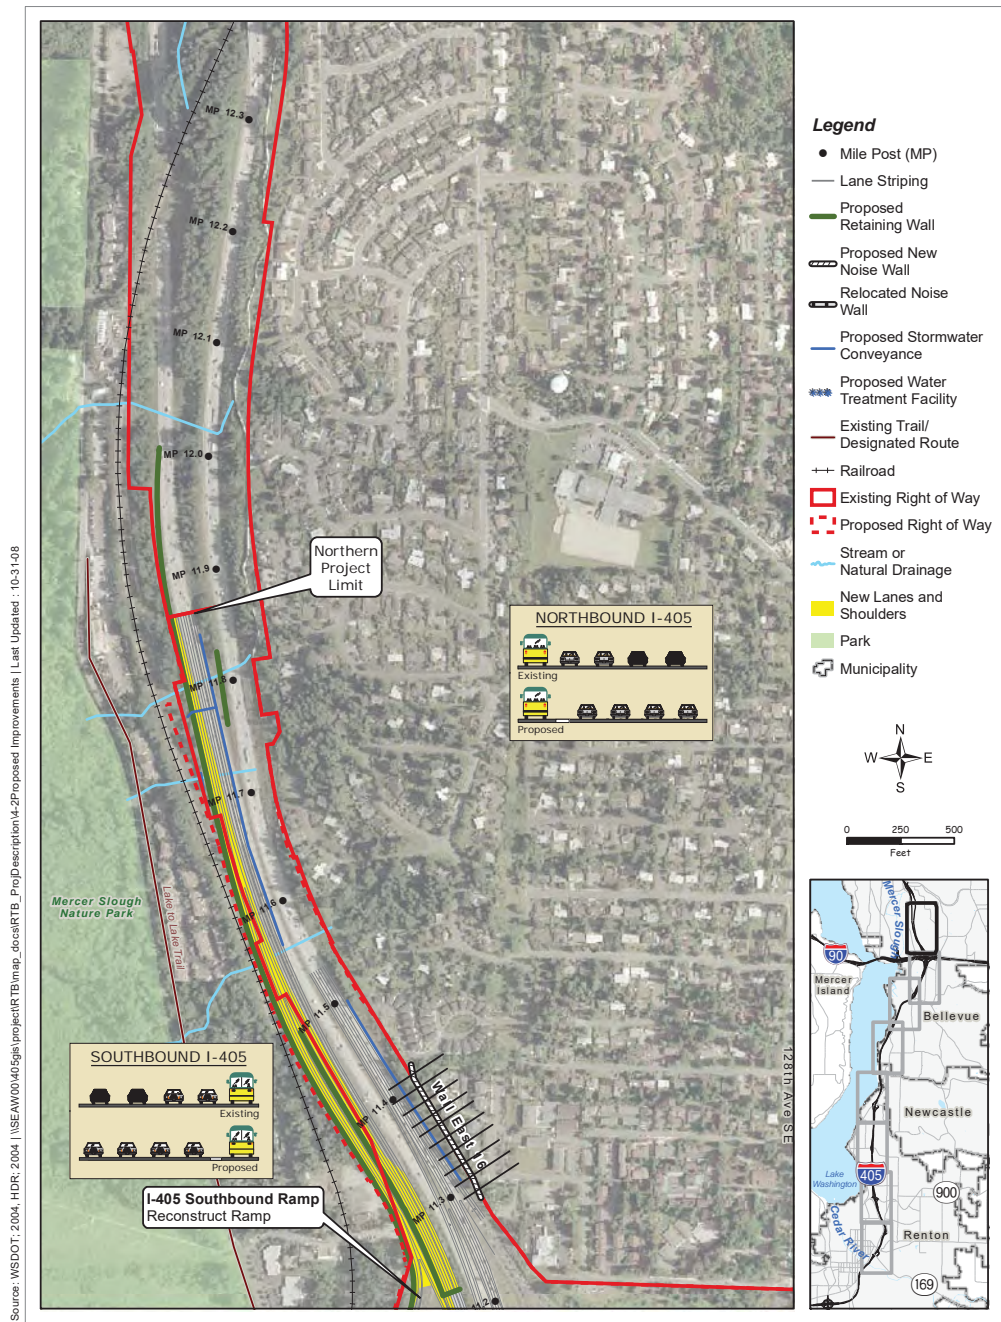 Source: WSDOT; 2004, HDR; 2004 | \\SEAW00\405gis\project\RTB\map_docs\RTB_ProjDescription\4-2Proposed Improvements | Last Updated : 10-31-08
MP 12.3
MP 12.2
MP 12.1
MP 12.0
MP 11.9
Northern
Project
Limit
MP 11.8
MP 11.7
MP 11.6
MP 11.5
MP 11.4
MP 11.3
11.2
NORTHBOUND I-405
Existing
Proposed
Mercer Slough
Nature Park
Lake to Lake Trail
SOUTHBOUND I-405
Existing
Proposed
Wall East 16
128th Ave SE
I-405 Southbound Ramp
Reconstruct Ramp
Legend
Mile Post (MP)
Lane Striping
Proposed
Retaining Wall
Proposed New
Noise Wall
Relocated Noise
Wall
Proposed Stormwater
Conveyance
Proposed Water
Treatment Facility
Existing Trail/
Designated Route
Railroad
Existing Right of Way
Proposed Right of Way
Stream or
Natural Drainage
New Lanes and
Shoulders
Park
Municipality
N
W E
S
0 250 500
Feet
Mercer Slough
90
Mercer
Island
Bellevue
Newcastle
Lake
Washington
405
900
Cedar River
Renton
169